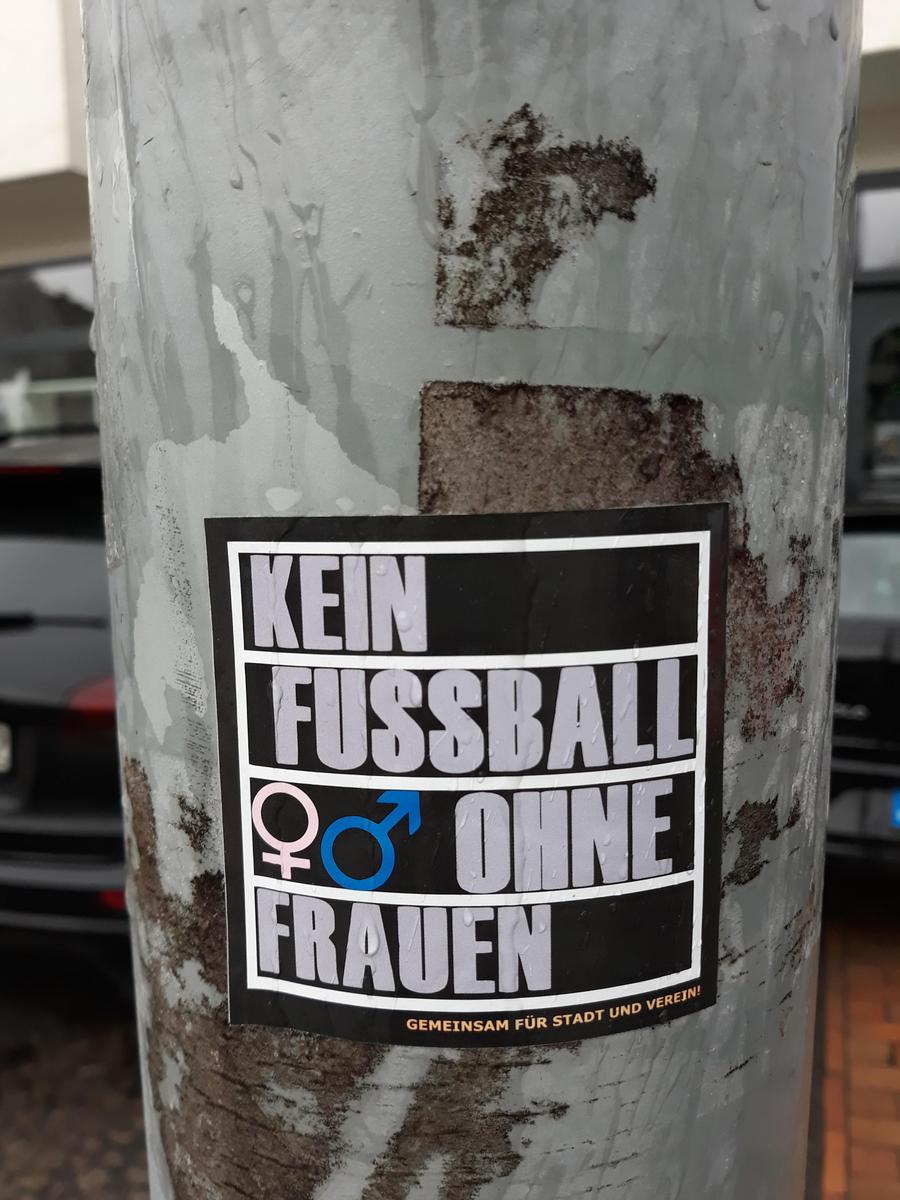 KEIN
FUSSBALL
♀♂ OHNE
FRAUEN
GEMEINSAM FÜR STADT UND VEREIN!